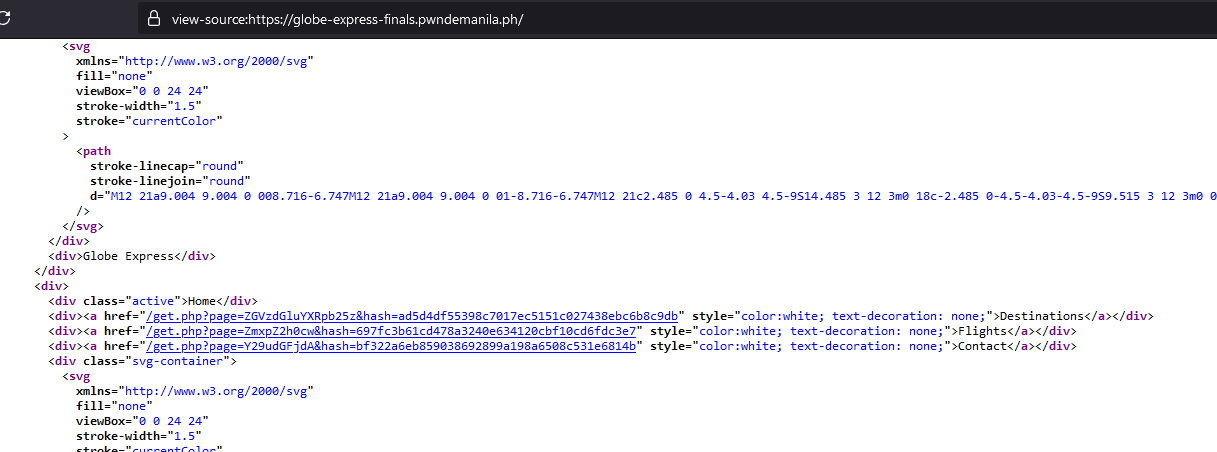 view-source:https://globe-express-finals.pwndemanila.ph/
<svg
xmlns="http://www.w3.org/2000/svg"
fill="none"
viewBox="0 0 24 24"
stroke-width="1.5"
stroke="currentColor"
>
<path
stroke-linecap="round"
stroke-linejoin="round"
d="M12 21a9.004 9.004 0 008.716-6.747M12 21a9.004 9.004 0 01-8.716-6.747M12 21c2.485 0 4.5-4.03 4.5-9S14.485 3 12 3m0 18c-2.485 0-4.5-4.03-4.5-9S9.515 3 12 3m0 0
/>
</svg>
</div>
<div>Globe Express</div>
</div>
<div>
<div class="active">Home</div>
<div><a href="/get.php?page=ZGVzdGluYXRpb25z&hash=ad5d4df55398c7017ec5151c027438ebc6b8c9db" style="color:white; text-decoration: none;">Destinations</a></div>
<div><a href="/get.php?page=ZmxpZ2h0cw&hash=697fc3b61cd478a3240e634120cbf10cd6fdc3e7" style="color:white; text-decoration: none;">Flights</a></div>
<div><a href="/get.php?page=Y29udGFjdA&hash=bf322a6eb859038692899a198a6508c531e6814b" style="color:white; text-decoration: none;">Contact</a></div>
<div class="svg-container">
<svg
xmlns="http://www.w3.org/2000/svg"
fill="none"
viewBox="0 0 24 24"
stroke-width="1.5"
stroke="currentColor"